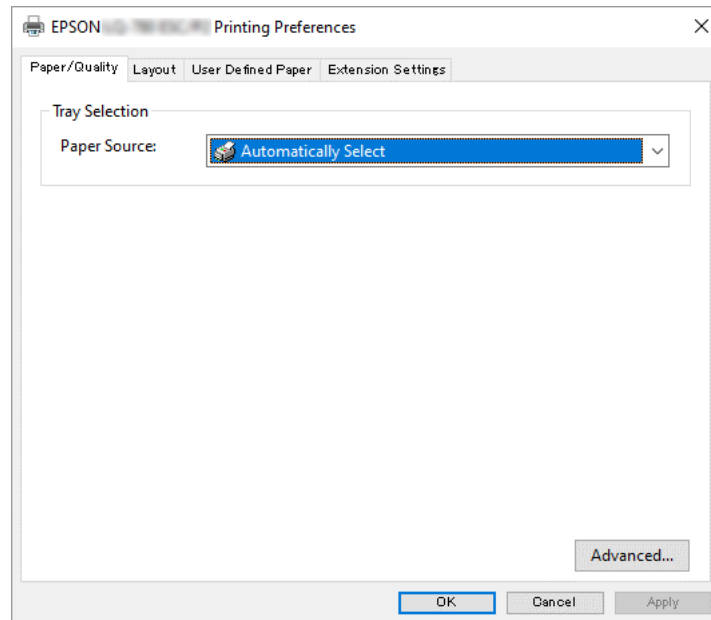 EPSON Printing Preferences
Paper/Quality Layout User Defined Paper Extension Settings
Tray Selection
Paper Source: Automatically Select
Advanced...
OK Cancel Apply